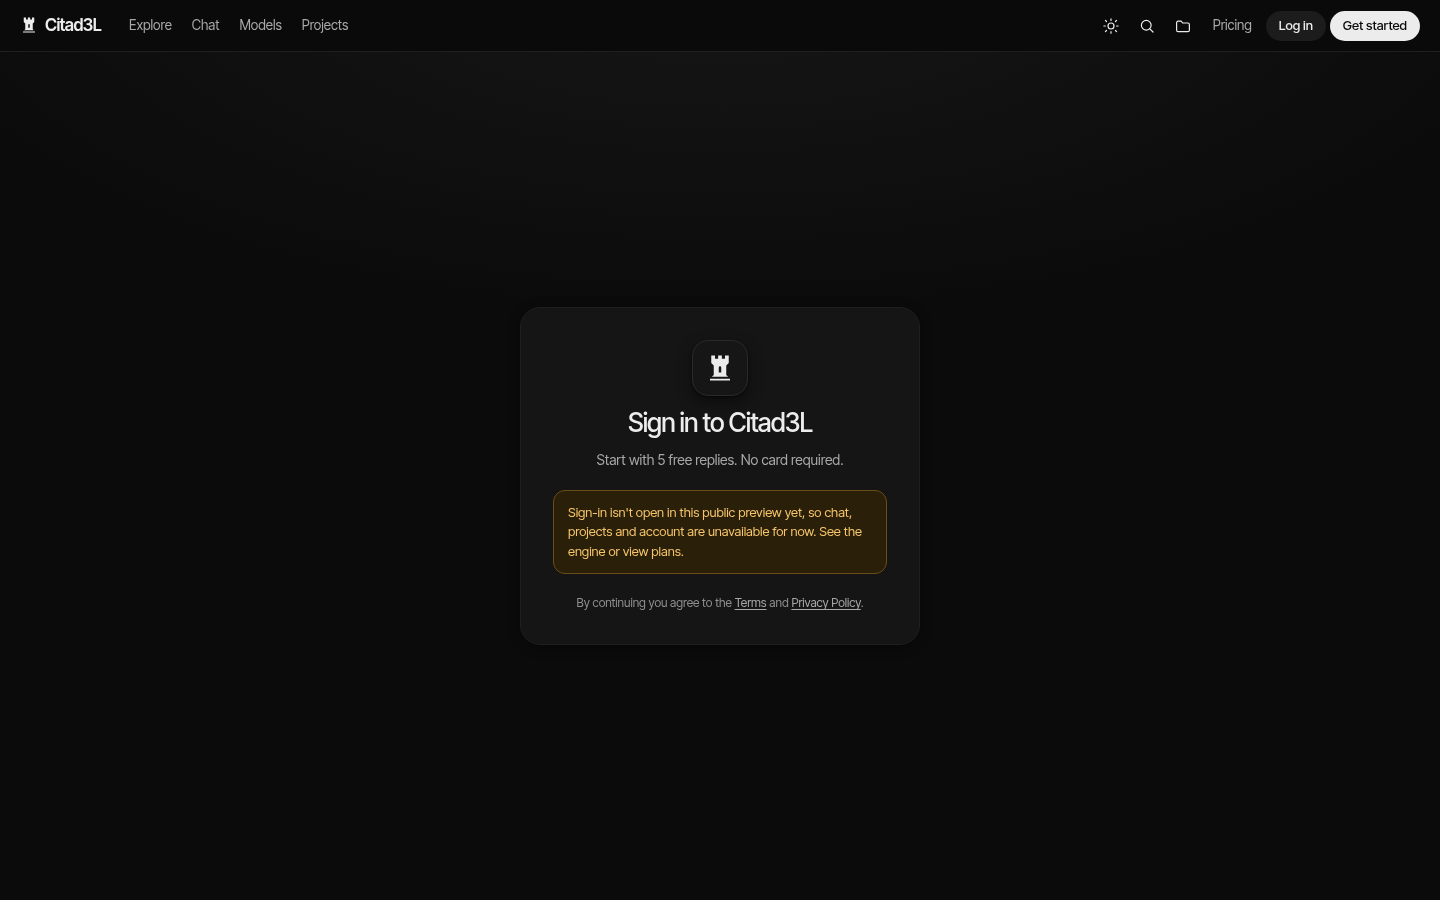 Citad3L Explore Chat Models Projects Pricing Log in Get started
Sign in to Citad3L
Start with 5 free replies. No card required.
Sign-in isn't open in this public preview yet, so chat,
projects and account are unavailable for now. See the
engine or view plans.
By continuing you agree to the Terms and Privacy Policy.